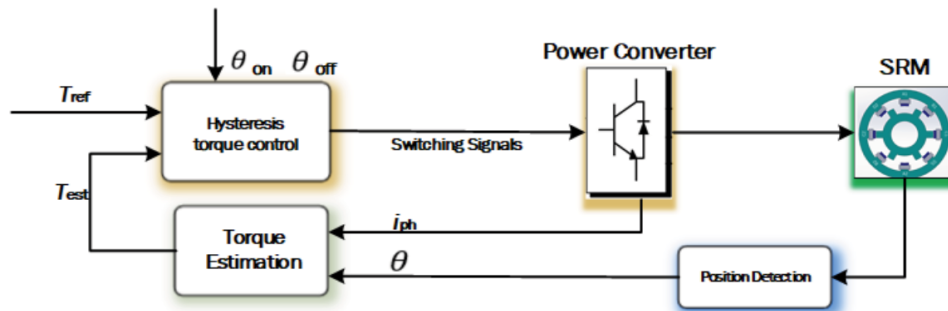 θ on θ off
Power Converter
SRM
Tref
Hysteresis
torque control
Switching Signals
Test
iph
Torque
Estimation
θ
Position Detection